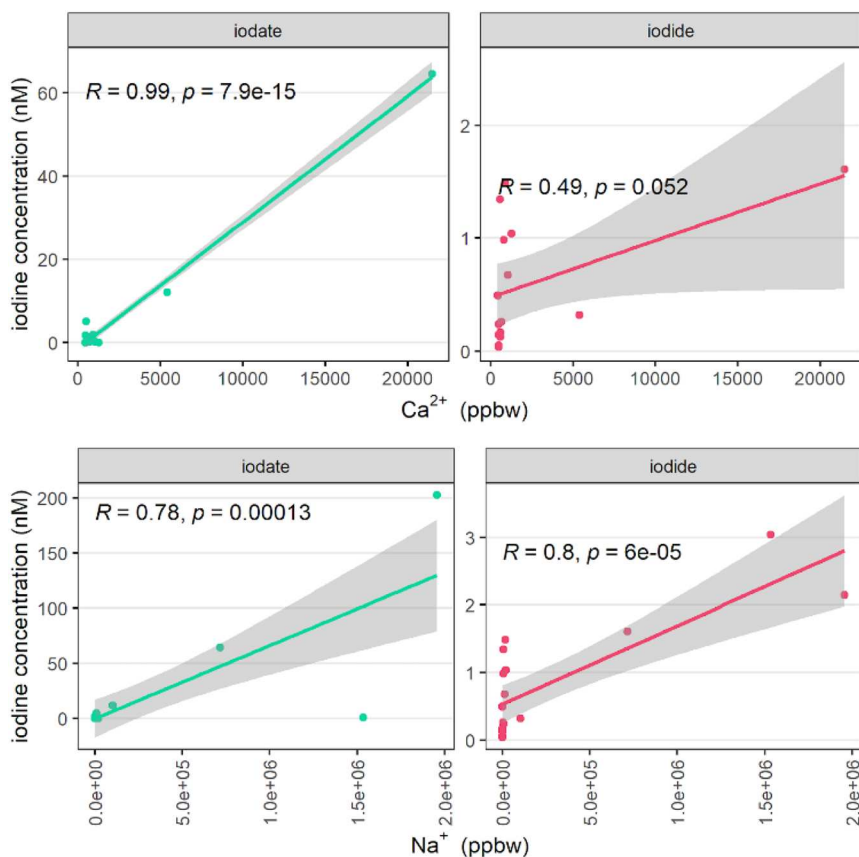 iodate
iodide
iodine concentration (nM)
R = 0.99, p = 7.9e-15
R = 0.49, p = 0.052
60
40
20
0
2
1
0
0
5000
10000
15000
20000
0
5000
10000
15000
20000
Ca²⁺ (ppbw)
iodate
iodide
iodine concentration (nM)
R = 0.78, p = 0.00013
R = 0.8, p = 6e-05
200
150
100
50
0
3
2
1
0
0.0e+00
5.0e+05
1.0e+06
1.5e+06
2.0e+06
0.0e+00
5.0e+05
1.0e+06
1.5e+06
2.0e+06
Na⁺ (ppbw)